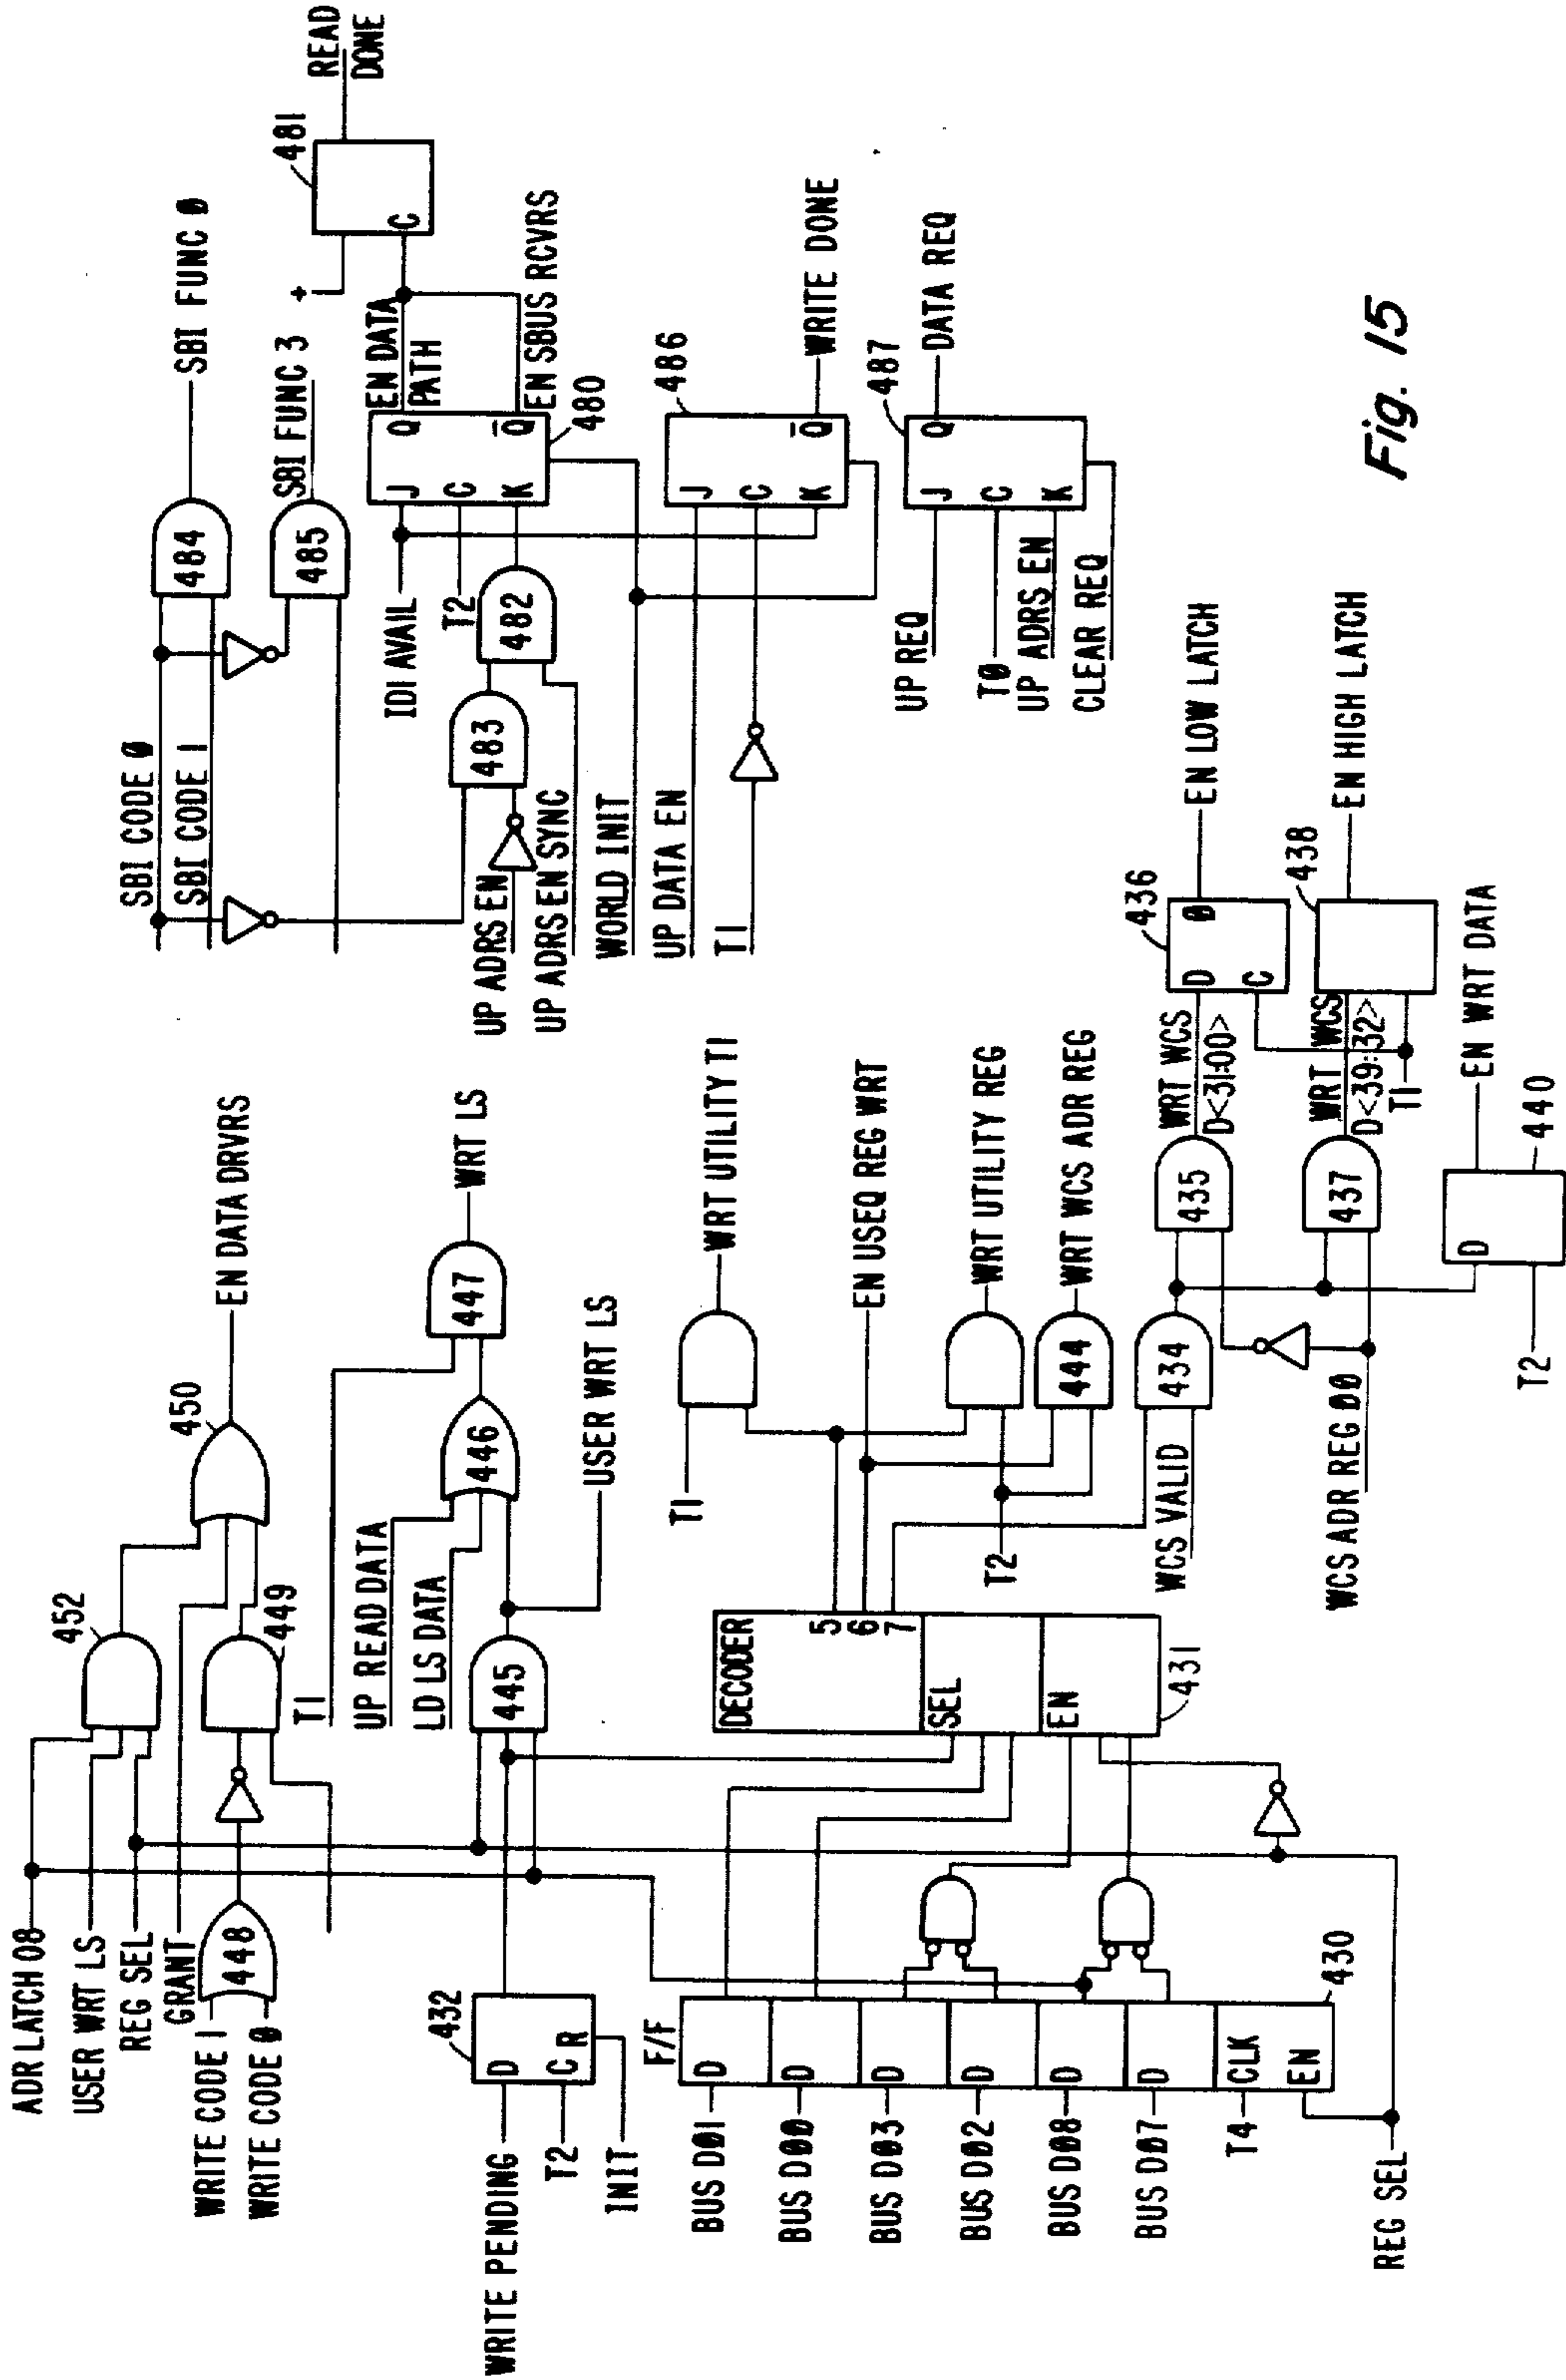 ADR LATCH 08
USER WRT LS
REG SEL
GRANT
WRITE CODE 1
WRITE CODE 0
448
452
449
450
EN DATA DRVRS
T1
UP READ DATA
LD LS DATA
445
446
447
WRT LS
USER WRT LS
WRITE PENDING
T2
INIT
D
C
R
432
F/F
BUS D01
BUS D00
BUS D03
BUS D02
BUS D08
BUS D07
T4
REG SEL
D
D
D
D
D
D
CLK
EN
430
DECODER
5
6
7
SEL
EN
431
T1
WRT UTILITY T1
EN USEQ REG WRT
WRT UTILITY REG
T2
444
WRT WCS ADR REG
WCS VALID
434
WCS ADR REG 00
435
WRT WCS
D<31:00>
437
WRT WCS
D<39:32>
T1
D
0
C
436
EN LOW LATCH
438
EN HIGH LATCH
T2
D
440
EN WRT DATA
SBI CODE 0
SBI CODE 1
484
SBI FUNC 0
485
SBI FUNC 3
+
C
481
READ
DONE
IDI AVAIL
T2
UP ADRS EN
UP ADRS EN SYNC
483
482
J
C
K
Q
Q̅
480
EN DATA
PATH
EN SBUS RCVRS
WORLD INIT
UP DATA EN
T1
J
C
K
Q̅
486
WRITE DONE
UP REQ
T0
UP ADRS EN
CLEAR REQ
J
C
K
Q
487
DATA REQ
Fig. 15